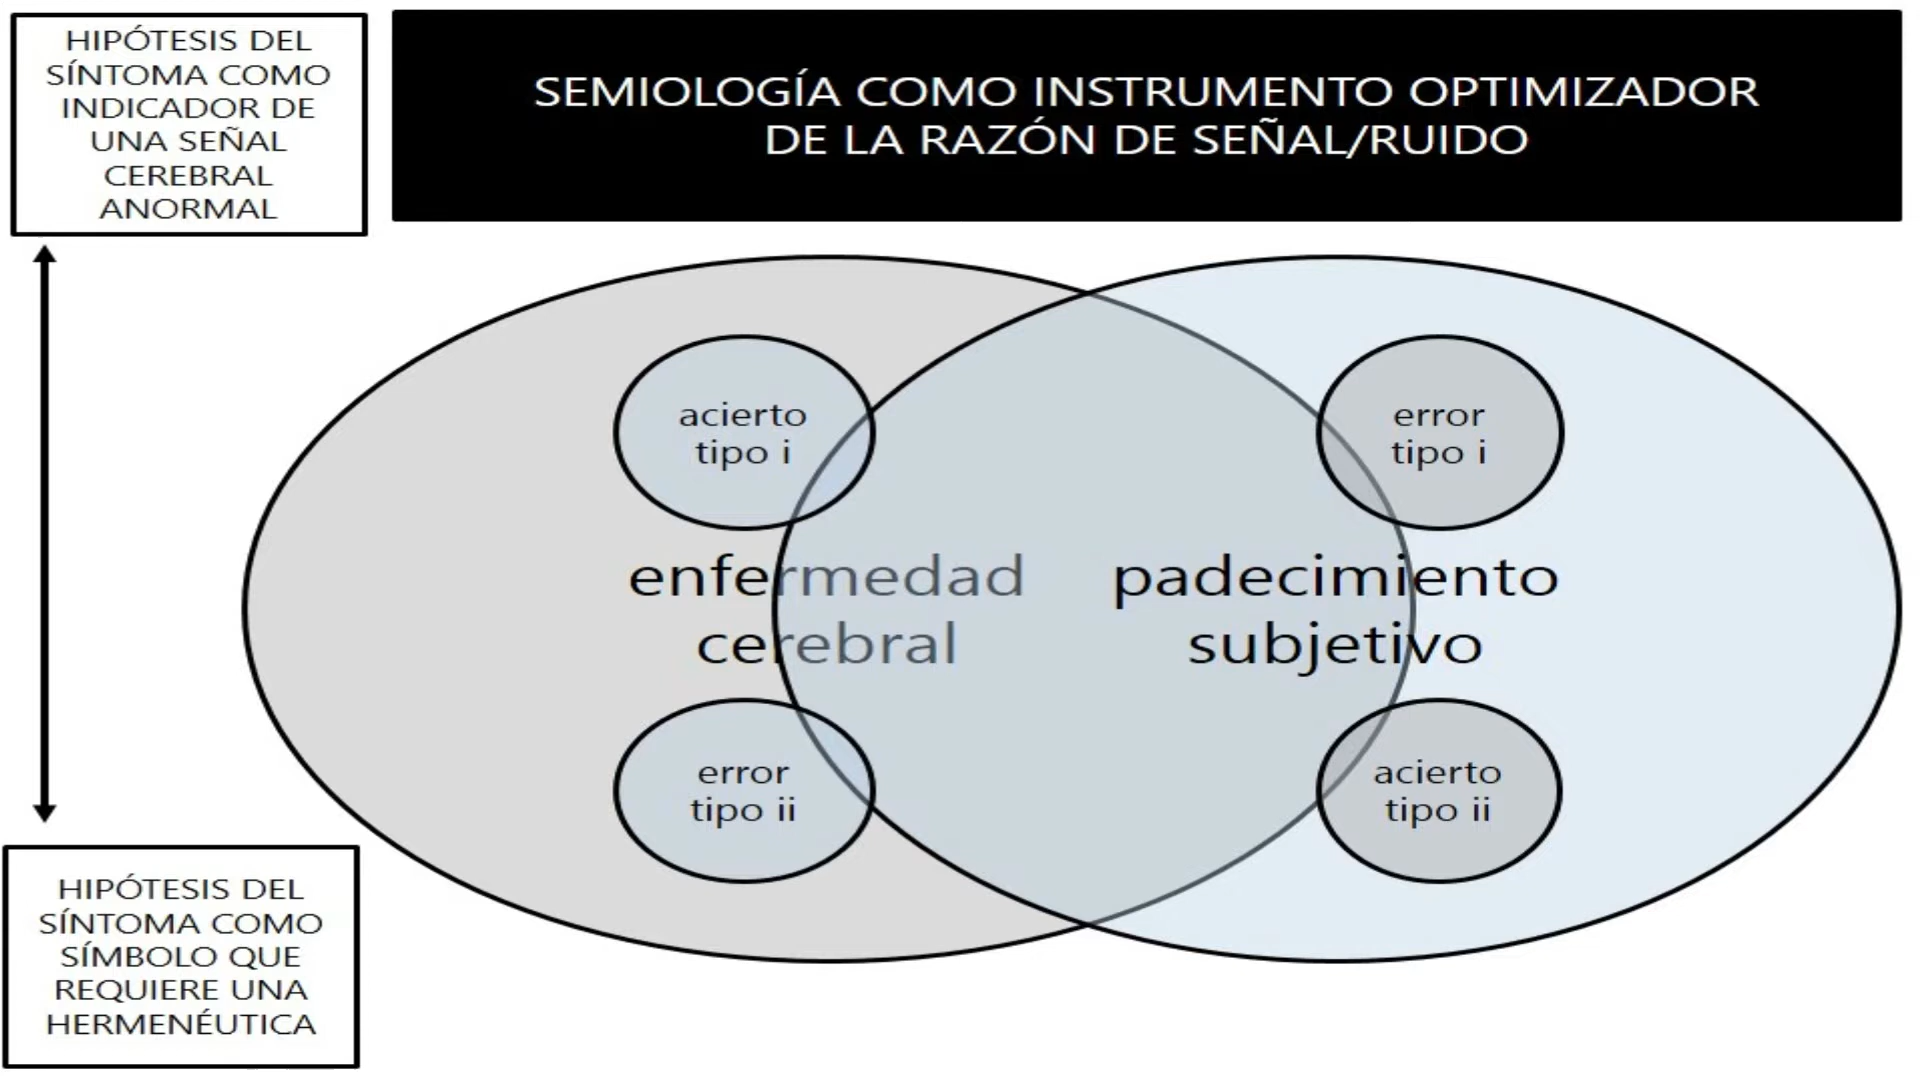 HIPÓTESIS DEL
SÍNTOMA COMO
INDICADOR DE
UNA SEÑAL
CEREBRAL
ANORMAL
SEMIOLOGÍA COMO INSTRUMENTO OPTIMIZADOR
DE LA RAZÓN DE SEÑAL/RUIDO
acierto
tipo i
error
tipo i
enfermedad
cerebral
padecimiento
subjetivo
error
tipo ii
acierto
tipo ii
HIPÓTESIS DEL
SÍNTOMA COMO
SÍMBOLO QUE
REQUIERE UNA
HERMENÉUTICA